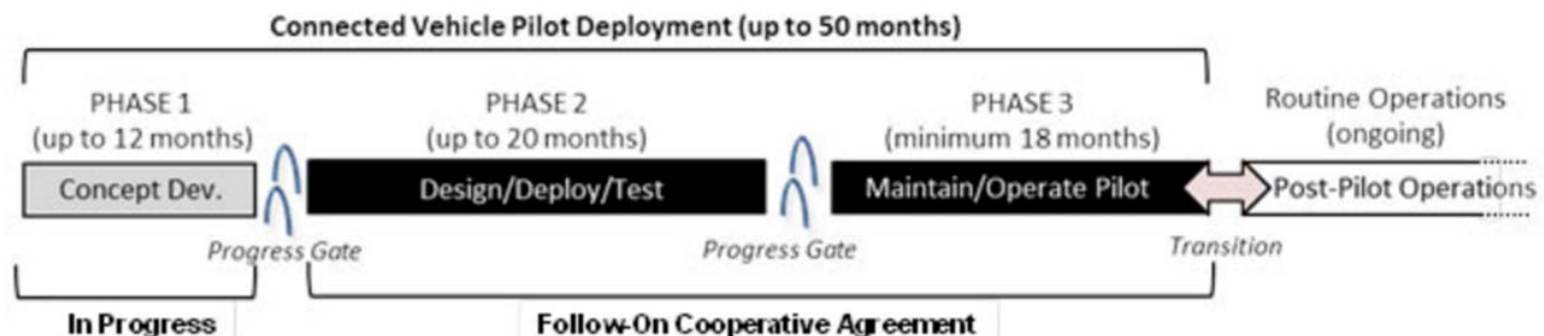 Connected Vehicle Pilot Deployment (up to 50 months)
PHASE 1
(up to 12 months)
PHASE 2
(up to 20 months)
PHASE 3
(minimum 18 months)
Routine Operations
(ongoing)
Concept Dev.
Design/Deploy/Test
Maintain/Operate Pilot
Post-Pilot Operations
Progress Gate
Progress Gate
Transition
In Progress
Follow-On Cooperative Agreement